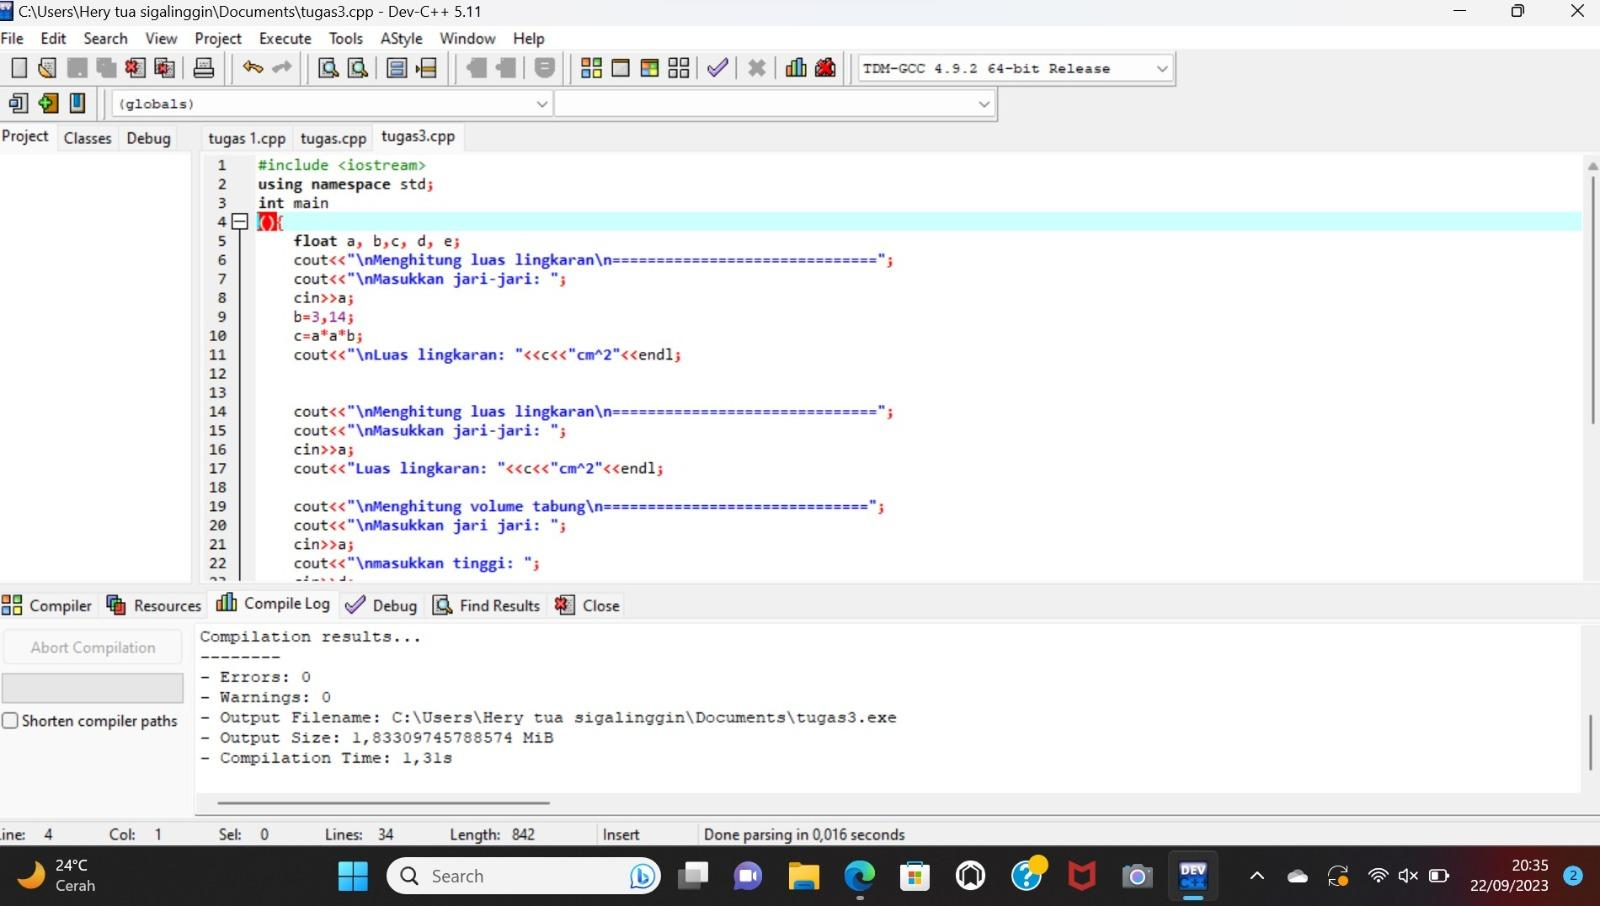 C:\Users\Hery tua sigalinggin\Documents\tugas3.cpp - Dev-C++ 5.11
File Edit Search View Project Execute Tools AStyle Window Help
TDM-GCC 4.9.2 64-bit Release
(globals)
Project Classes Debug tugas 1.cpp tugas.cpp tugas3.cpp
1 #include <iostream>
2 using namespace std;
3 int main
4 (){
5 float a, b,c, d, e;
6 cout<<"\nMenghitung luas lingkaran\n==============================";
7 cout<<"\nMasukkan jari-jari: ";
8 cin>>a;
9 b=3,14;
10 c=a*a*b;
11 cout<<"\nLuas lingkaran: "<<c<<"cm^2"<<endl;
12
13
14 cout<<"\nMenghitung luas lingkaran\n==============================";
15 cout<<"\nMasukkan jari-jari: ";
16 cin>>a;
17 cout<<"Luas lingkaran: "<<c<<"cm^2"<<endl;
18
19 cout<<"\nMenghitung volume tabung\n==============================";
20 cout<<"\nMasukkan jari jari: ";
21 cin>>a;
22 cout<<"\nmasukkan tinggi: ";
Compiler Resources Compile Log Debug Find Results Close
Abort Compilation
Shorten compiler paths
Compilation results...
--------
- Errors: 0
- Warnings: 0
- Output Filename: C:\Users\Hery tua sigalinggin\Documents\tugas3.exe
- Output Size: 1,83309745788574 MiB
- Compilation Time: 1,31s
ine: 4 Col: 1 Sel: 0 Lines: 34 Length: 842 Insert Done parsing in 0,016 seconds
24°C
Cerah
Search
DEV
C++
20:35
22/09/2023
2